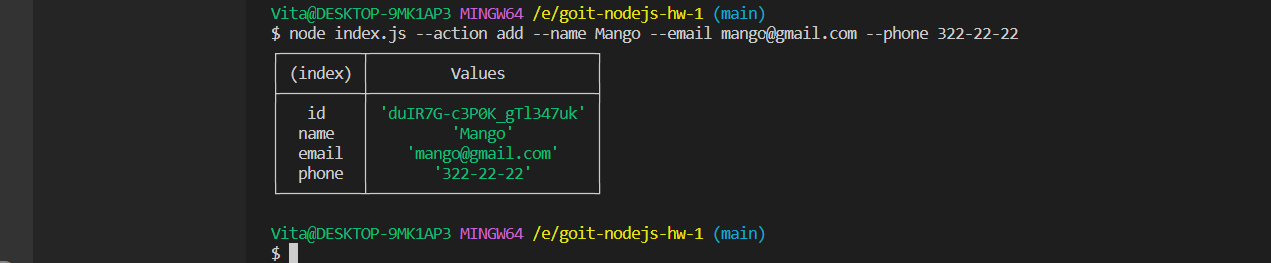 Vita@DESKTOP-9MK1AP3 MINGW64 /e/goit-nodejs-hw-1 (main)
$ node index.js --action add --name Mango --email mango@gmail.com --phone 322-22-22
(index) Values
id 'duIR7G-c3P0K_gTl347uk'
name 'Mango'
email 'mango@gmail.com'
phone '322-22-22'
Vita@DESKTOP-9MK1AP3 MINGW64 /e/goit-nodejs-hw-1 (main)
$